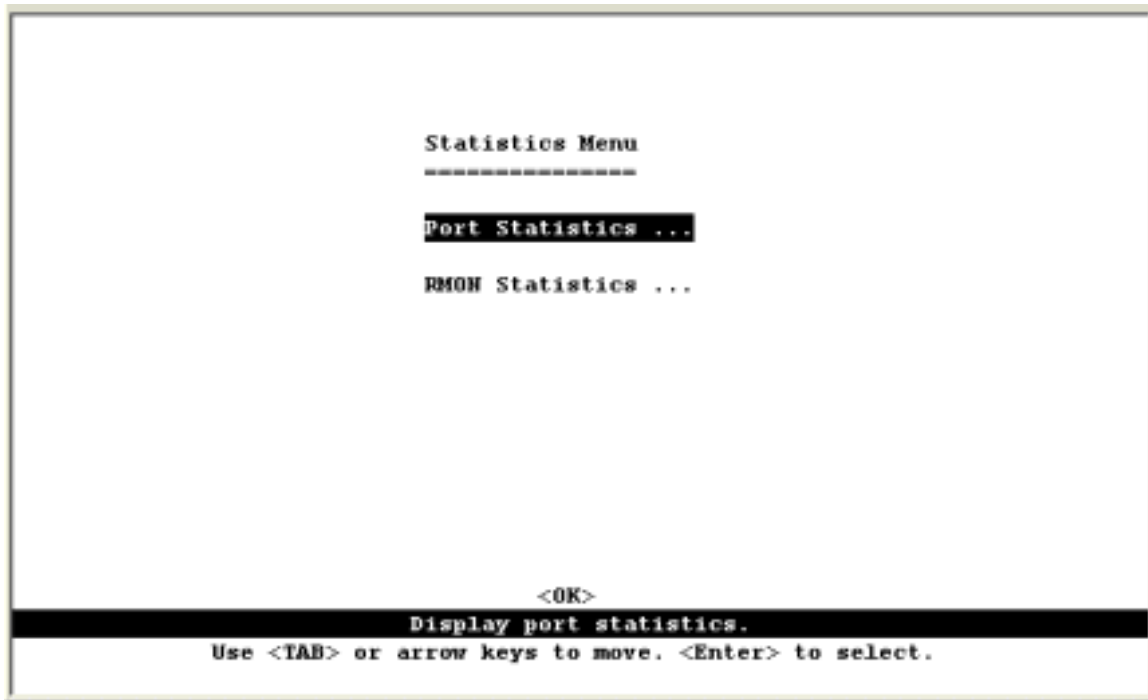 Statistics Menu
===============
Port Statistics ...
RMON Statistics ...
<OK>
Display port statistics.
Use <TAB> or arrow keys to move. <Enter> to select.